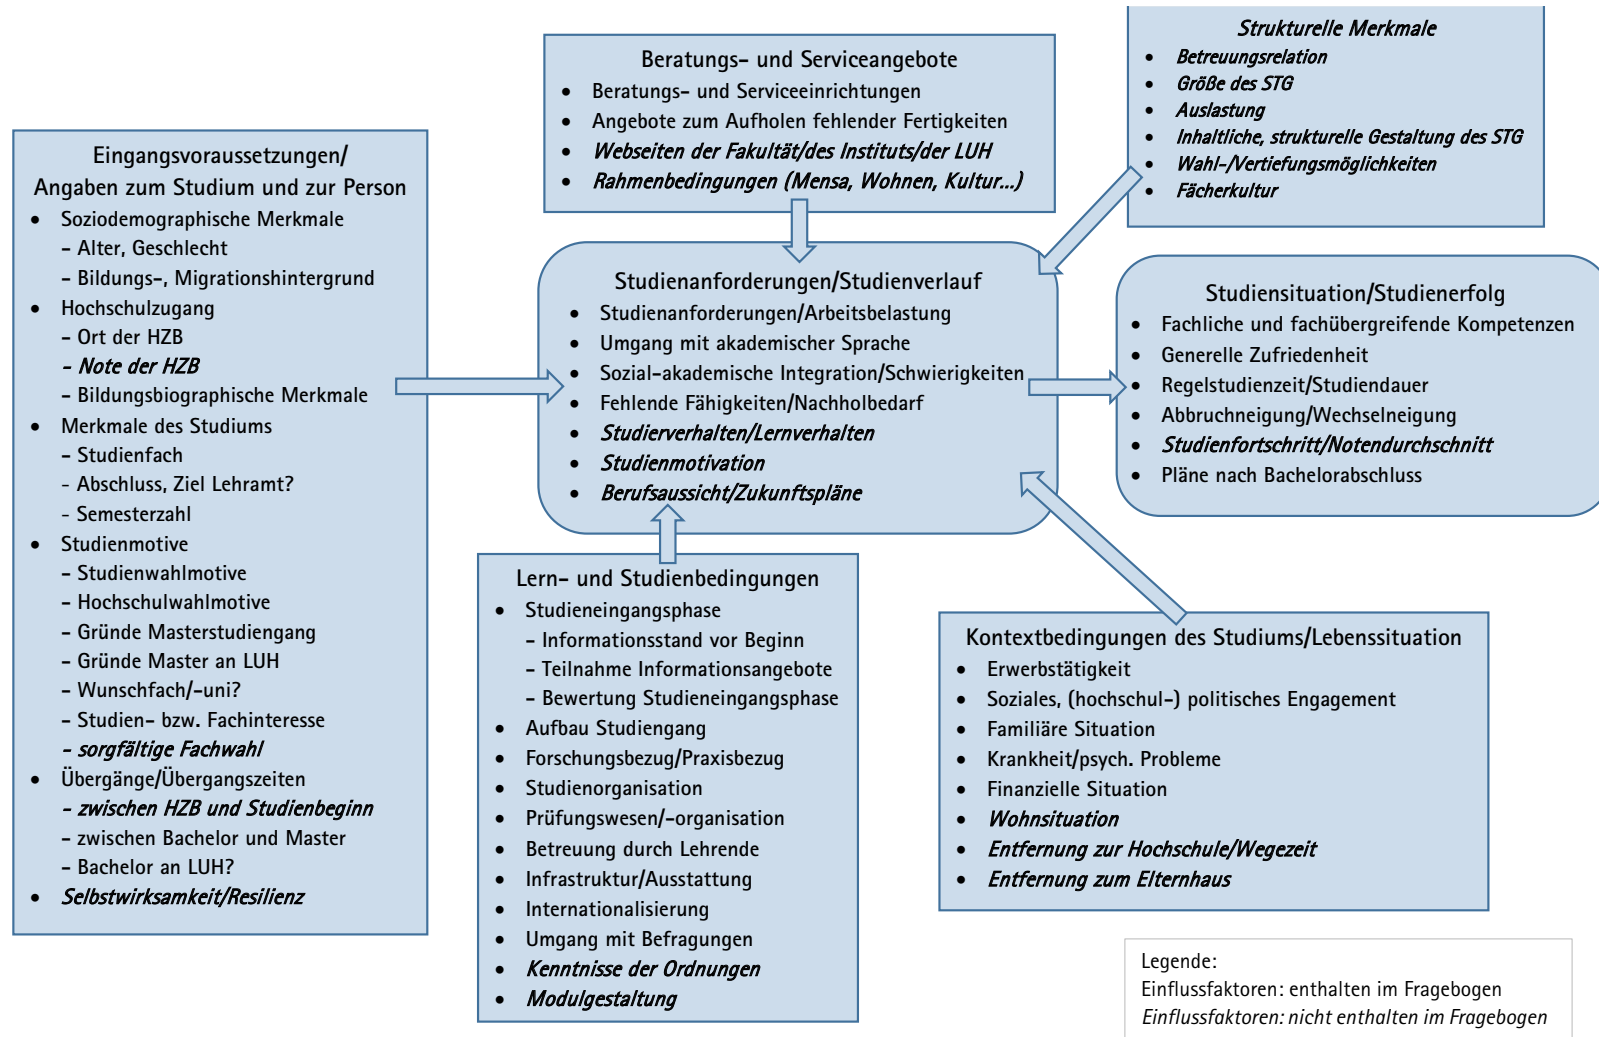 Eingangsvoraussetzungen/
Angaben zum Studium und zur Person
• Soziodemographische Merkmale
- Alter, Geschlecht
- Bildungs-, Migrationshintergrund
• Hochschulzugang
- Ort der HZB
- Note der HZB
- Bildungsbiographische Merkmale
• Merkmale des Studiums
- Studienfach
- Abschluss, Ziel Lehramt?
- Semesterzahl
• Studienmotive
- Studienwahlmotive
- Hochschulwahlmotive
- Gründe Masterstudiengang
- Gründe Master an LUH
- Wunschfach/-uni?
- Studien- bzw. Fachinteresse
- sorgfältige Fachwahl
• Übergänge/Übergangszeiten
- zwischen HZB und Studienbeginn
- zwischen Bachelor und Master
- Bachelor an LUH?
• Selbstwirksamkeit/Resilienz
Beratungs- und Serviceangebote
• Beratungs- und Serviceeinrichtungen
• Angebote zum Aufholen fehlender Fertigkeiten
• Webseiten der Fakultät/des Instituts/der LUH
• Rahmenbedingungen (Mensa, Wohnen, Kultur...)
Strukturelle Merkmale
• Betreuungsrelation
• Größe des STG
• Auslastung
• Inhaltliche, strukturelle Gestaltung des STG
• Wahl-/Vertiefungsmöglichkeiten
• Fächerkultur
Studienanforderungen/Studienverlauf
• Studienanforderungen/Arbeitsbelastung
• Umgang mit akademischer Sprache
• Sozial-akademische Integration/Schwierigkeiten
• Fehlende Fähigkeiten/Nachholbedarf
• Studierverhalten/Lernverhalten
• Studienmotivation
• Berufsaussicht/Zukunftspläne
Studiensituation/Studienerfolg
• Fachliche und fachübergreifende Kompetenzen
• Generelle Zufriedenheit
• Regelstudienzeit/Studiendauer
• Abbruchneigung/Wechselneigung
• Studienfortschritt/Notendurchschnitt
• Pläne nach Bachelorabschluss
Lern- und Studienbedingungen
• Studieneingangsphase
- Informationsstand vor Beginn
- Teilnahme Informationsangebote
- Bewertung Studieneingangsphase
• Aufbau Studiengang
• Forschungsbezug/Praxisbezug
• Studienorganisation
• Prüfungswesen/-organisation
• Betreuung durch Lehrende
• Infrastruktur/Ausstattung
• Internationalisierung
• Umgang mit Befragungen
• Kenntnisse der Ordnungen
• Modulgestaltung
Kontextbedingungen des Studiums/Lebenssituation
• Erwerbstätigkeit
• Soziales, (hochschul-) politisches Engagement
• Familiäre Situation
• Krankheit/psych. Probleme
• Finanzielle Situation
• Wohnsituation
• Entfernung zur Hochschule/Wegezeit
• Entfernung zum Elternhaus
Legende:
Einflussfaktoren: enthalten im Fragebogen
Einflussfaktoren: nicht enthalten im Fragebogen